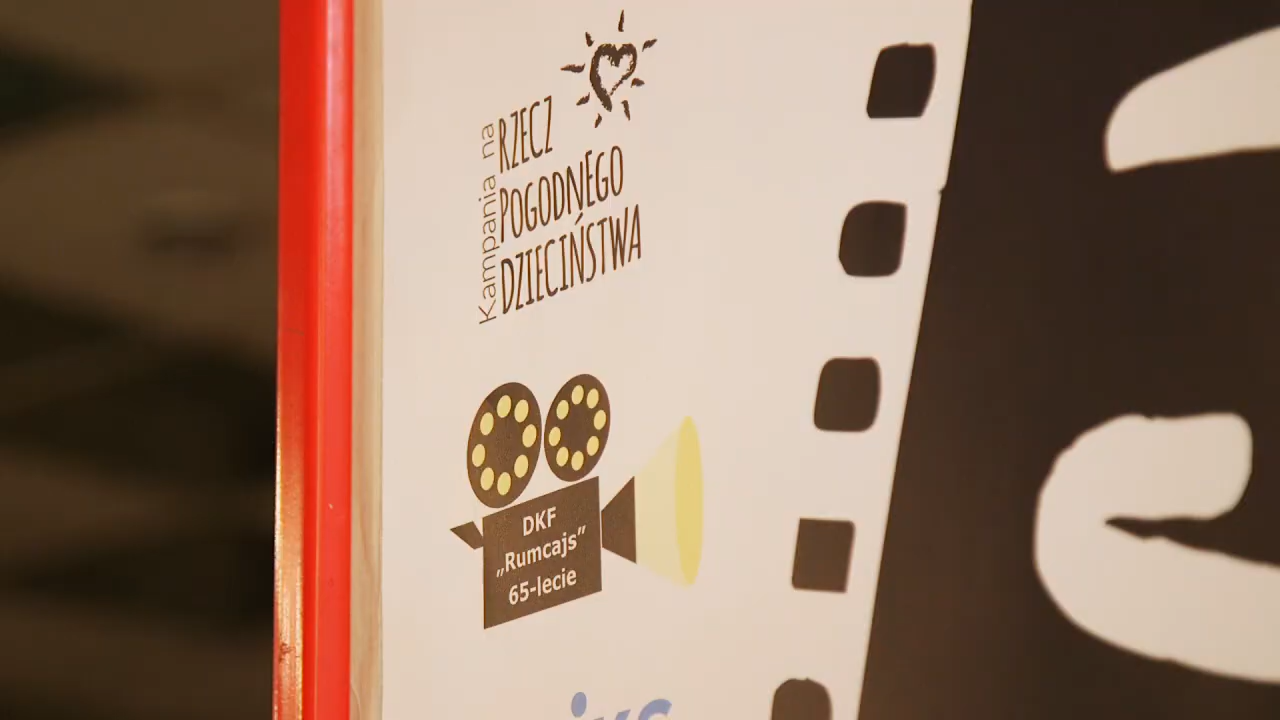 Kampania na
RZECZ
POGODNEGO
DZIECIŃSTWA
DKF
„Rumcajs”
65-lecie